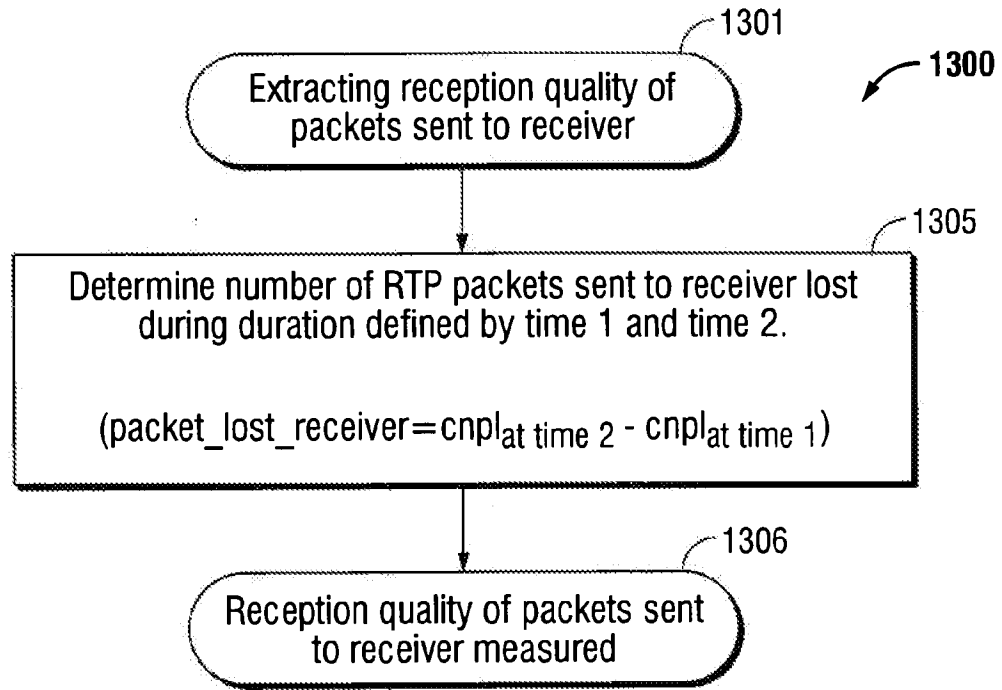 1301
1300
Extracting reception quality of
packets sent to receiver
1305
Determine number of RTP packets sent to receiver lost
during duration defined by time 1 and time 2.
(packet_lost_receiver=cnpl at time 2 - cnpl at time 1)
1306
Reception quality of packets sent
to receiver measured